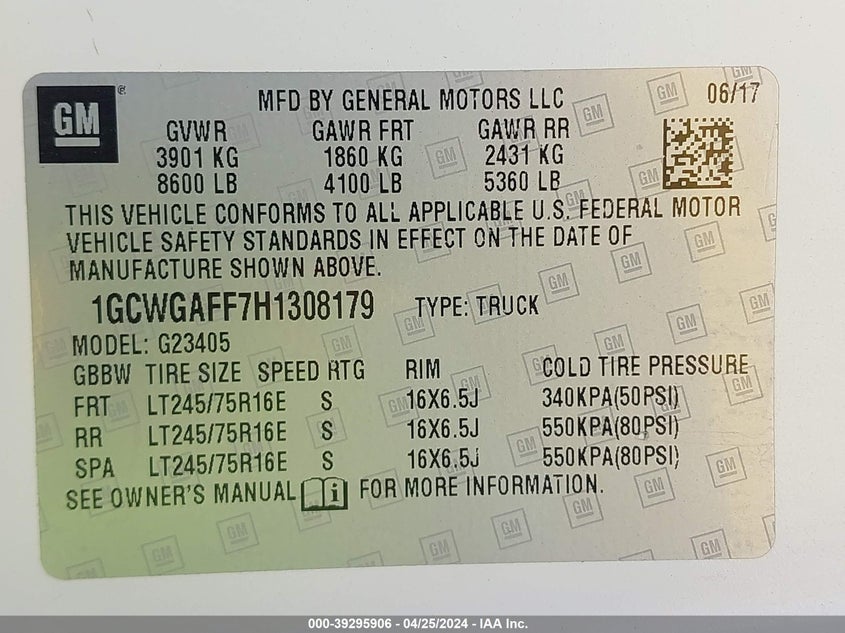 GM ® MFD BY GENERAL MOTORS LLC 06/17
GVWR GAWR FRT GAWR RR
3901 KG 1860 KG 2431 KG
8600 LB 4100 LB 5360 LB
THIS VEHICLE CONFORMS TO ALL APPLICABLE U.S. FEDERAL MOTOR
VEHICLE SAFETY STANDARDS IN EFFECT ON THE DATE OF
MANUFACTURE SHOWN ABOVE.
1GCWGAFF7H1308179 TYPE: TRUCK
MODEL: G23405
GBBW TIRE SIZE SPEED RTG RIM COLD TIRE PRESSURE
FRT LT245/75R16E S 16X6.5J 340KPA(50PSI)
RR LT245/75R16E S 16X6.5J 550KPA(80PSI)
SPA LT245/75R16E S 16X6.5J 550KPA(80PSI)
SEE OWNER'S MANUAL i FOR MORE INFORMATION.
000-39295906 - 04/25/2024 - IAA Inc.